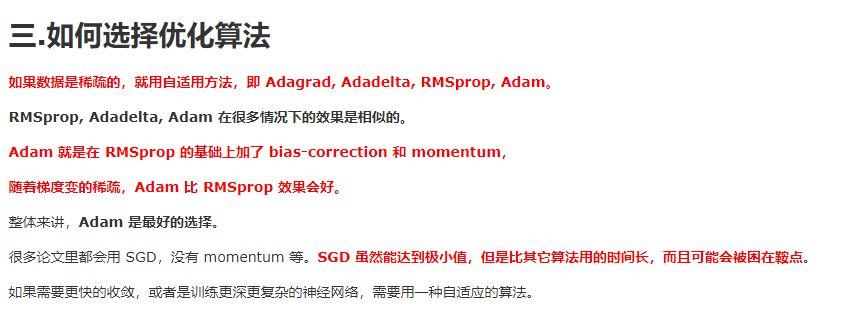 三.如何选择优化算法
如果数据是稀疏的，就用自适用方法，即 Adagrad, Adadelta, RMSprop, Adam。
RMSprop, Adadelta, Adam 在很多情况下的效果是相似的。
Adam 就是在 RMSprop 的基础上加了 bias-correction 和 momentum，
随着梯度变的稀疏，Adam 比 RMSprop 效果会好。
整体来讲，Adam 是最好的选择。
很多论文里都会用 SGD，没有 momentum 等。SGD 虽然能达到极小值，但是比其它算法用的时间长，而且可能会被困在鞍点。
如果需要更快的收敛，或者是训练更深更复杂的神经网络，需要用一种自适应的算法。